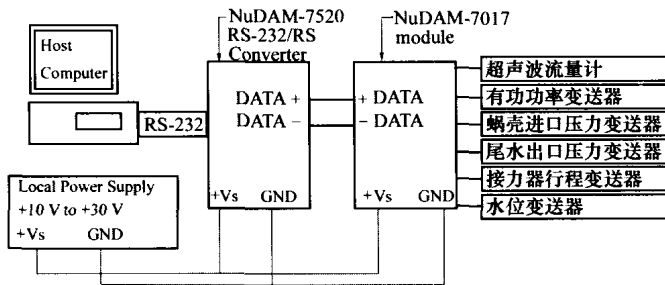 Host
Computer
RS-232
NuDAM-7520
RS-232/RS
Converter
DATA +
DATA −
+Vs GND
NuDAM-7017
module
+ DATA
− DATA
+Vs GND
超声波流量计
有功功率变送器
蜗壳进口压力变送器
尾水出口压力变送器
接力器行程变送器
水位变送器
Local Power Supply
+10 V to +30 V
+Vs GND